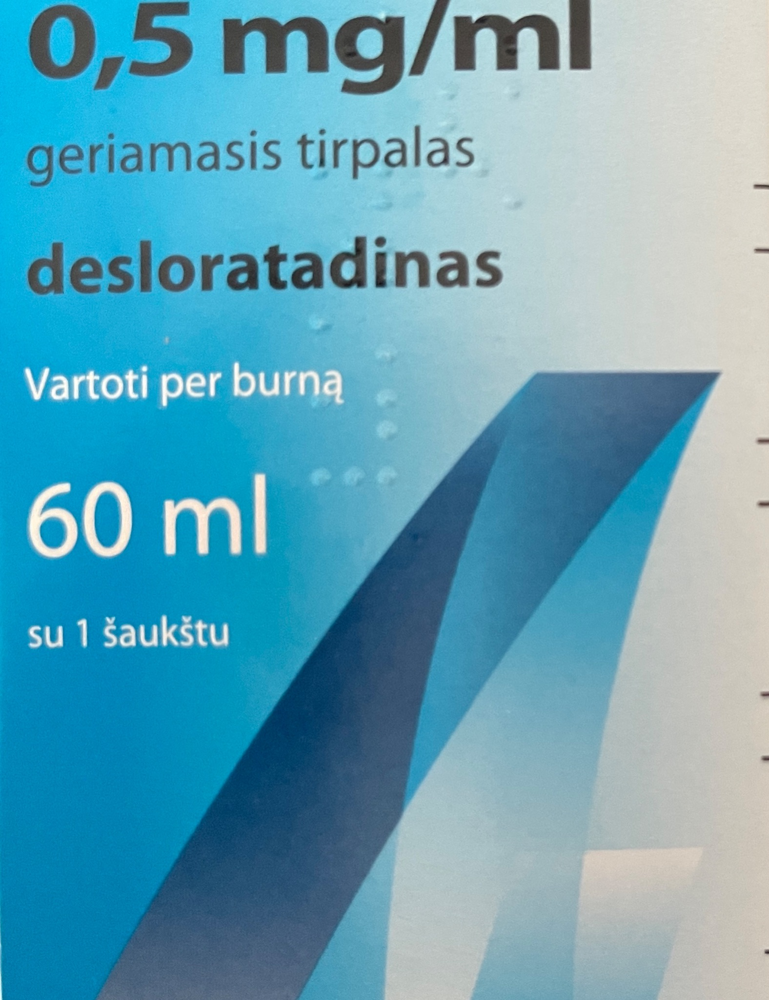 0,5 mg/ml
geriamasis tirpalas
desloratadinas
Vartoti per burną
60 ml
su 1 šaukštu